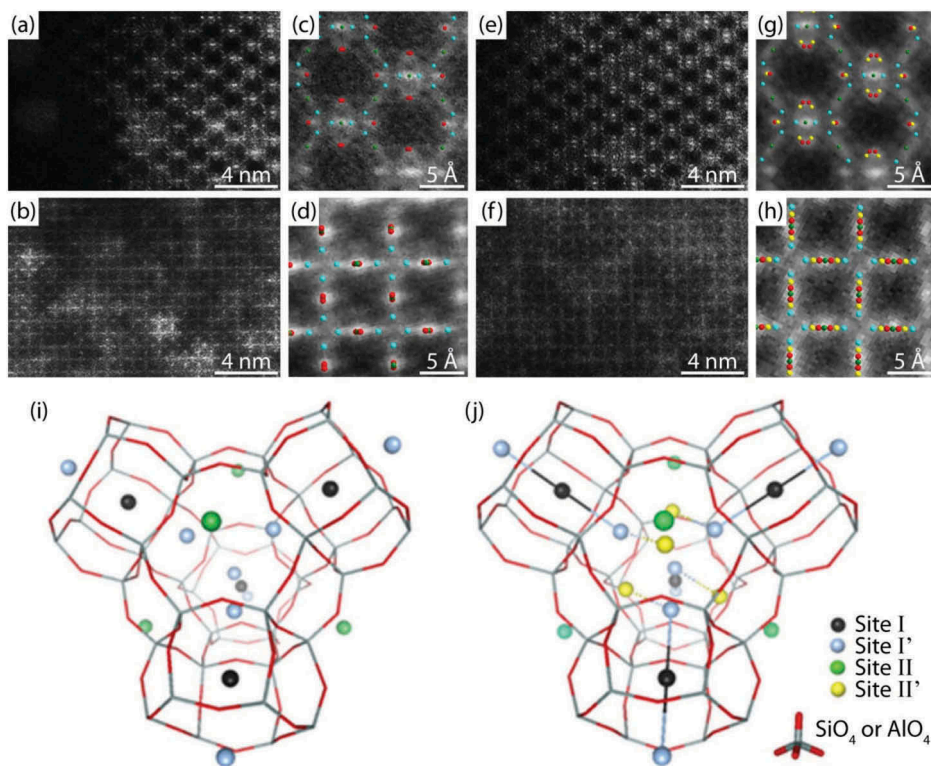 (a)
4 nm
(c)
5 Å
(e)
4 nm
(g)
5 Å
(b)
4 nm
(d)
5 Å
(f)
4 nm
(h)
5 Å
(i)
(j)
Site I
Site I'
Site II
Site II'
SiO₄ or AlO₄